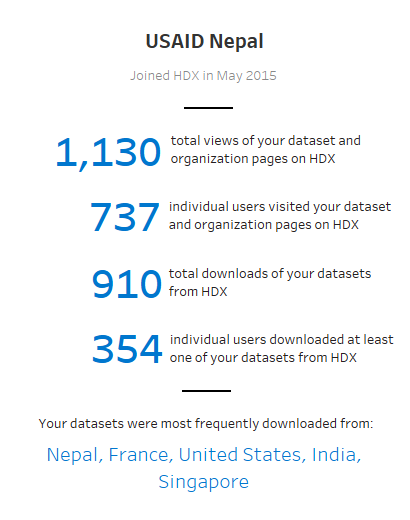 USAID Nepal
Joined HDX in May 2015
1,130 total views of your dataset and
organization pages on HDX
737 individual users visited your dataset
and organization pages on HDX
910 total downloads of your datasets
from HDX
354 individual users downloaded at least
one of your datasets from HDX
Your datasets were most frequently downloaded from:
Nepal, France, United States, India,
Singapore